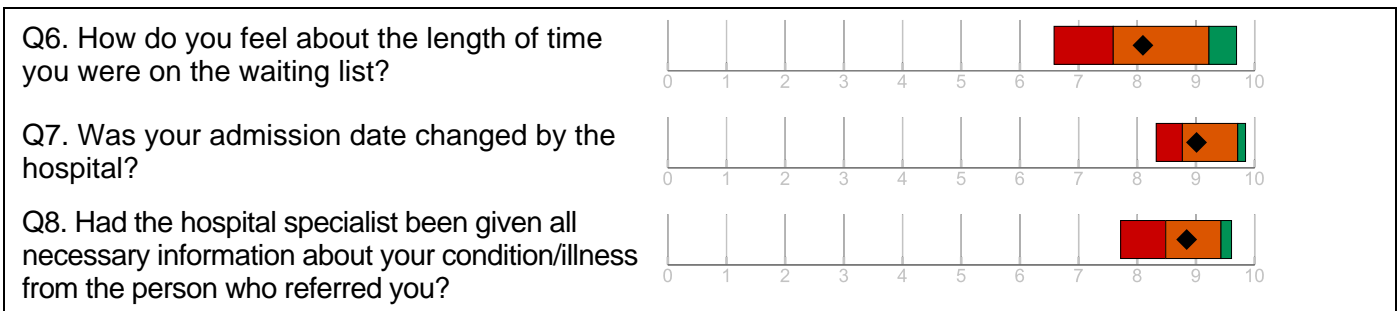 Q6. How do you feel about the length of time
you were on the waiting list?
0 1 2 3 4 5 6 7 8 9 10
Q7. Was your admission date changed by the
hospital?
0 1 2 3 4 5 6 7 8 9 10
Q8. Had the hospital specialist been given all
necessary information about your condition/illness
from the person who referred you?
0 1 2 3 4 5 6 7 8 9 10